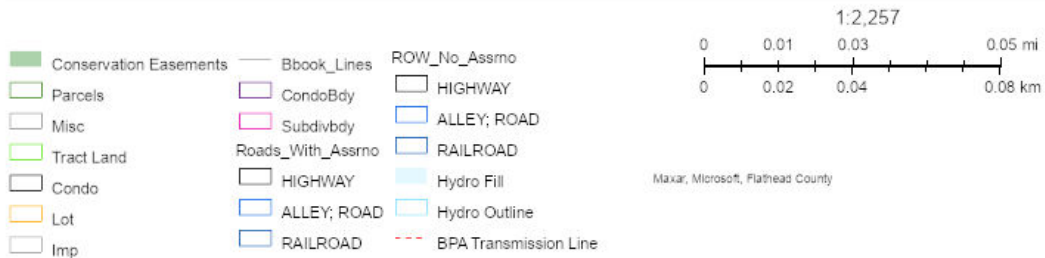 Conservation Easements
Parcels
Misc
Tract Land
Condo
Lot
Imp
Bbook_Lines
CondoBdy
Subdivbdy
Roads_With_Assrno
HIGHWAY
ALLEY; ROAD
RAILROAD
ROW_No_Assrno
HIGHWAY
ALLEY; ROAD
RAILROAD
Hydro Fill
Hydro Outline
BPA Transmission Line
1:2,257
0 0.01 0.03 0.05 mi
0 0.02 0.04 0.08 km
Maxar, Microsoft, Flathead County